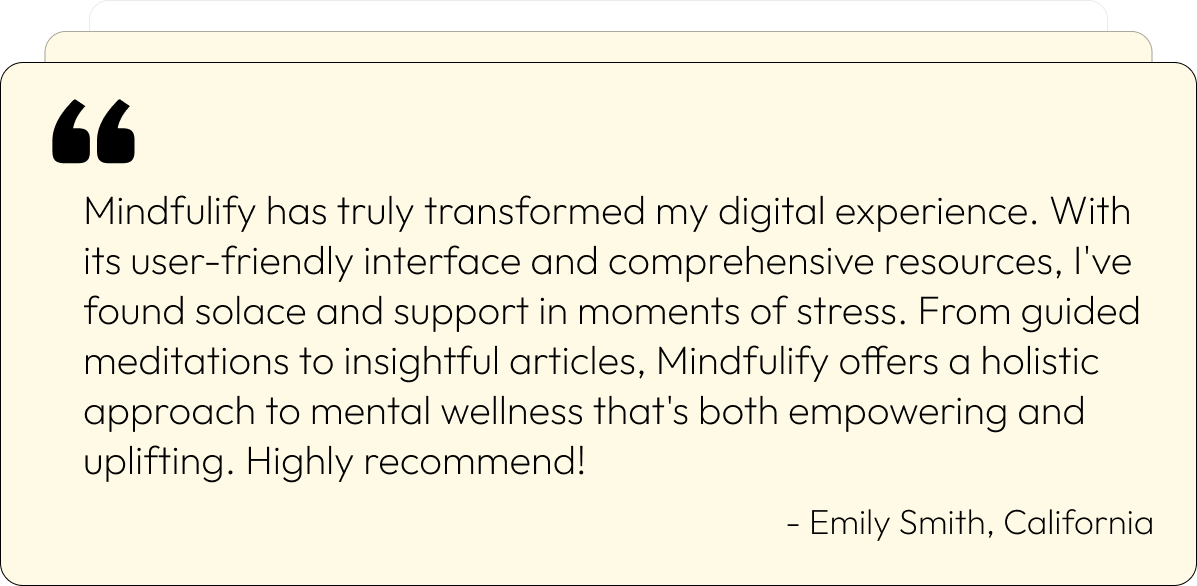 “
Mindfulify has truly transformed my digital experience. With
its user-friendly interface and comprehensive resources, I've
found solace and support in moments of stress. From guided
meditations to insightful articles, Mindfulify offers a holistic
approach to mental wellness that's both empowering and
uplifting. Highly recommend!
- Emily Smith, California